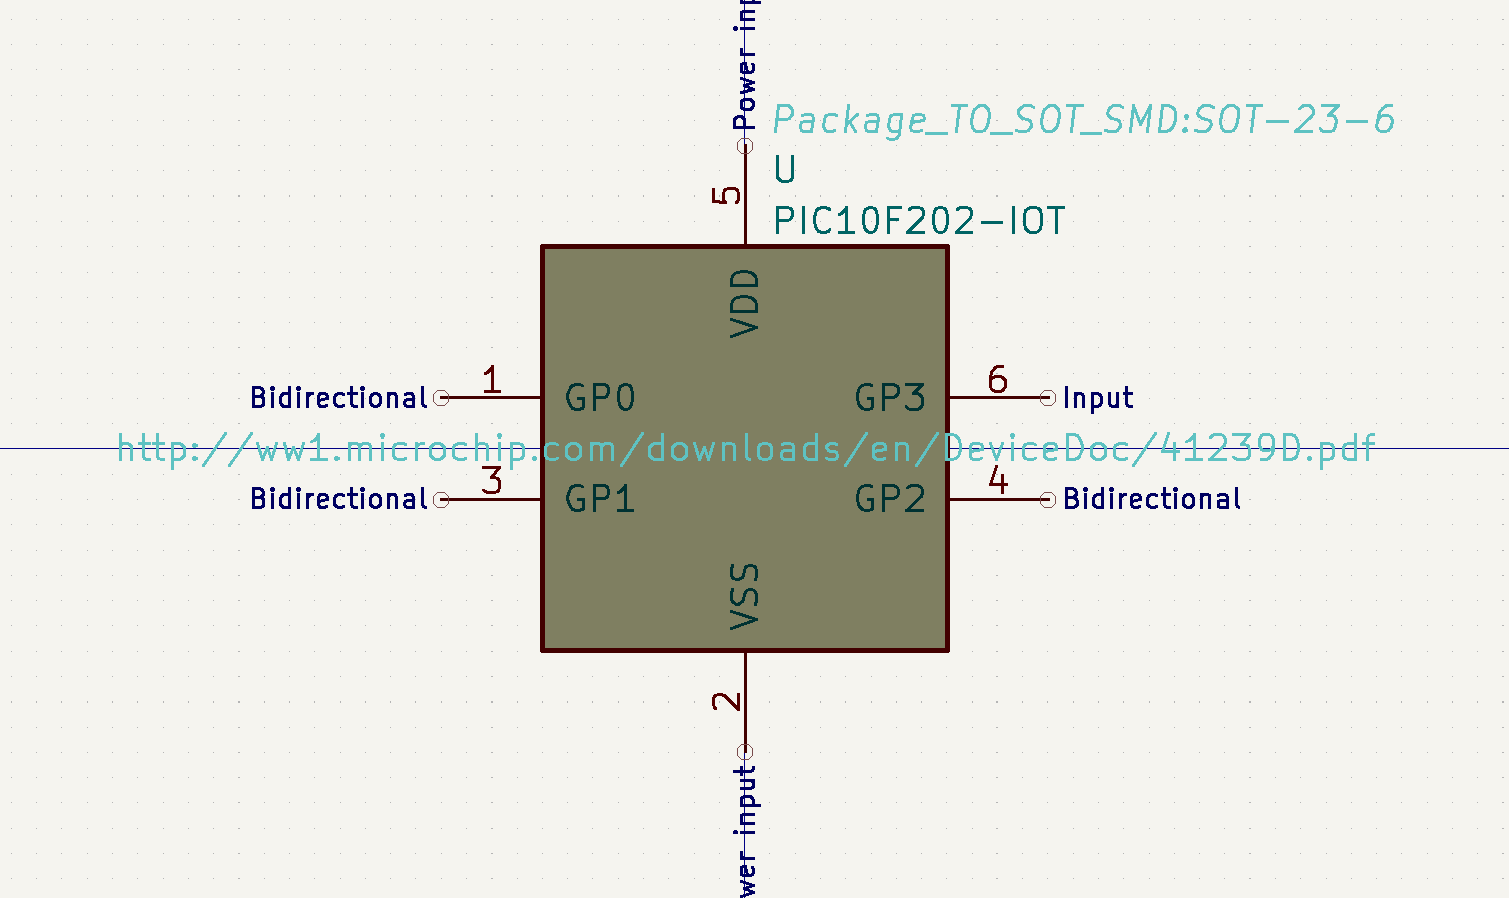 Power inp
Package_TO_SOT_SMD:SOT-23-6
5
U
PIC10F202-IOT
VDD
Bidirectional
1
GP0
GP3
6
Input
http://ww1.microchip.com/downloads/en/DeviceDoc/41239D.pdf
Bidirectional
3
GP1
GP2
4
Bidirectional
VSS
2
wer input